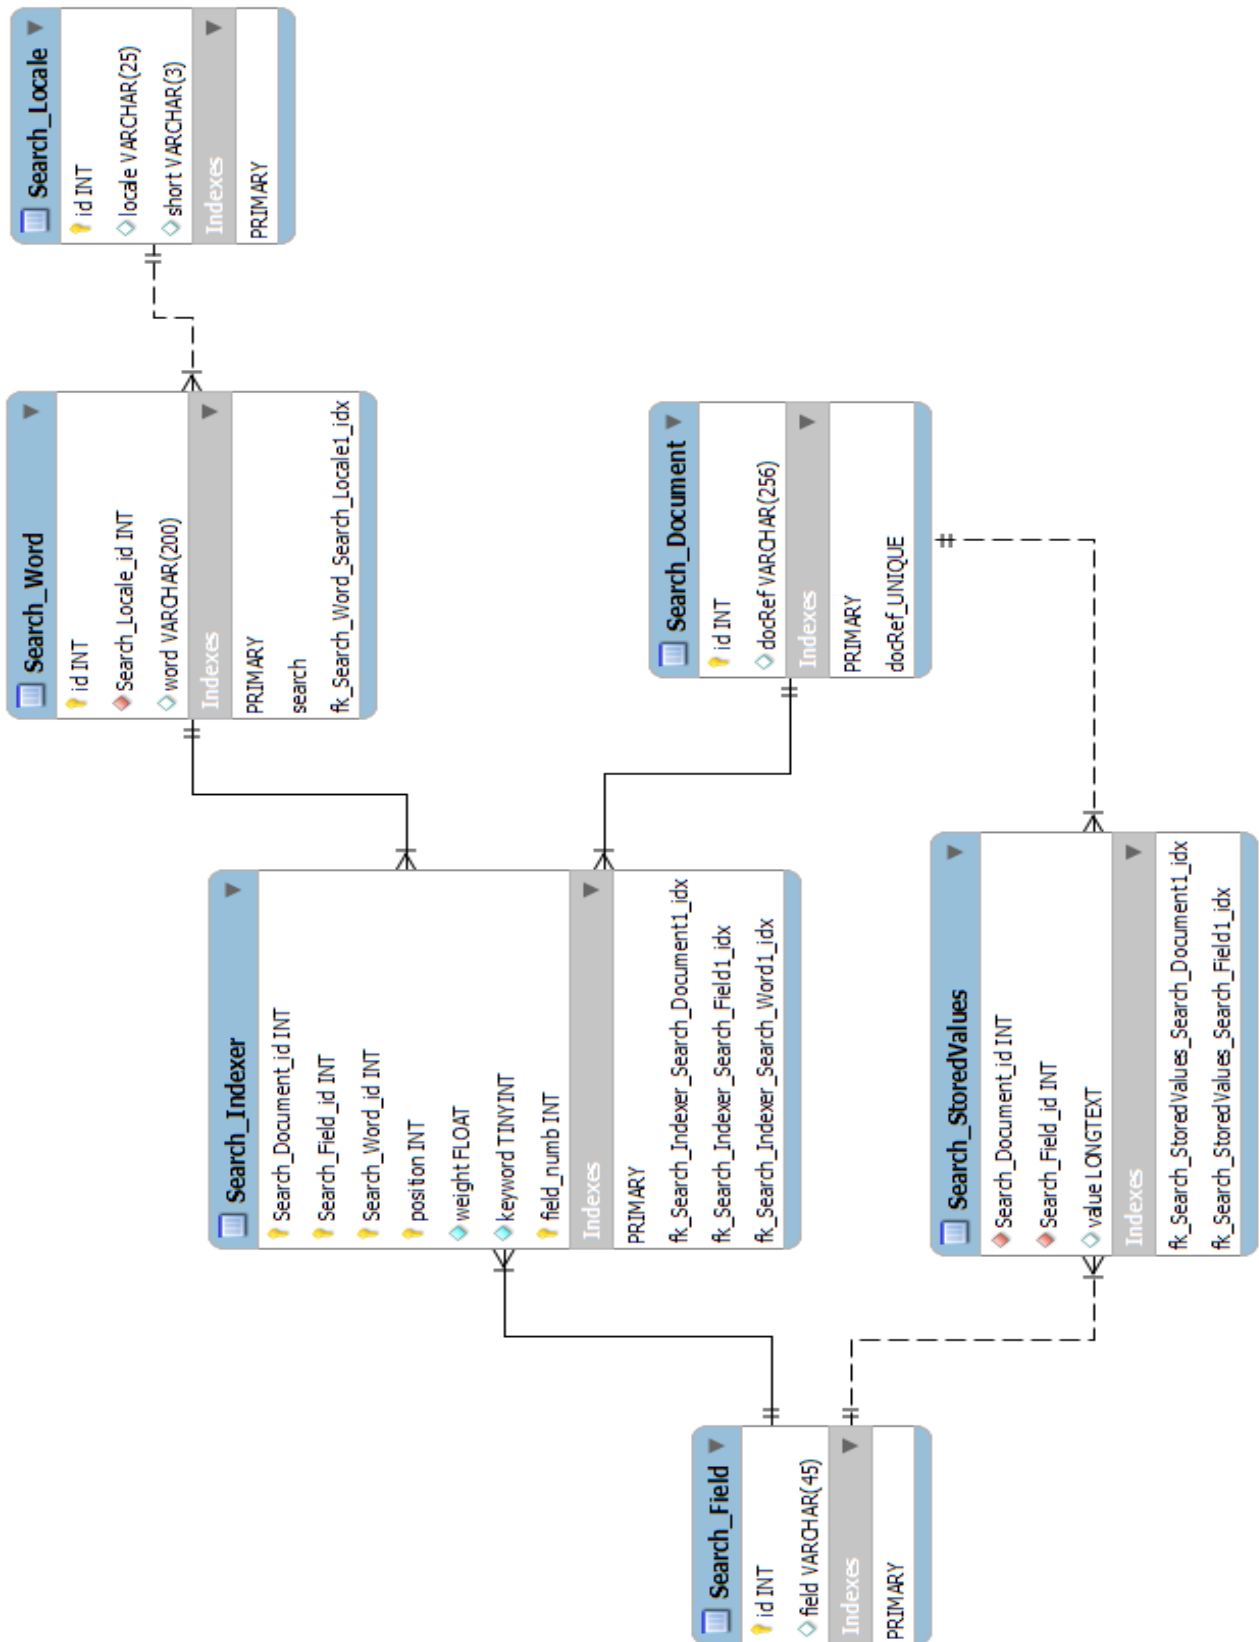 Search_Field
id INT
field VARCHAR(45)
Indexes
PRIMARY
Search_Indexer
Search_Document_id INT
Search_Field_id INT
Search_Word_id INT
position INT
weight FLOAT
keyword TINYINT
field_numb INT
Indexes
PRIMARY
fk_Search_Indexer_Search_Document1_idx
fk_Search_Indexer_Search_Field1_idx
fk_Search_Indexer_Search_Word1_idx
Search_StoredValues
Search_Document_id INT
Search_Field_id INT
value LONGTEXT
Indexes
fk_Search_StoredValues_Search_Document1_idx
fk_Search_StoredValues_Search_Field1_idx
Search_Word
id INT
Search_Locale_id INT
word VARCHAR(200)
Indexes
PRIMARY
search
fk_Search_Word_Search_Locale1_idx
Search_Document
id INT
docRef VARCHAR(256)
Indexes
PRIMARY
docRef_UNIQUE
Search_Locale
id INT
locale VARCHAR(25)
short VARCHAR(3)
Indexes
PRIMARY